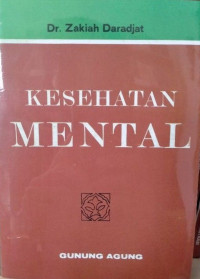 Dr. Zakiah Daradjat
KESEHATAN
MENTAL
GUNUNG AGUNG